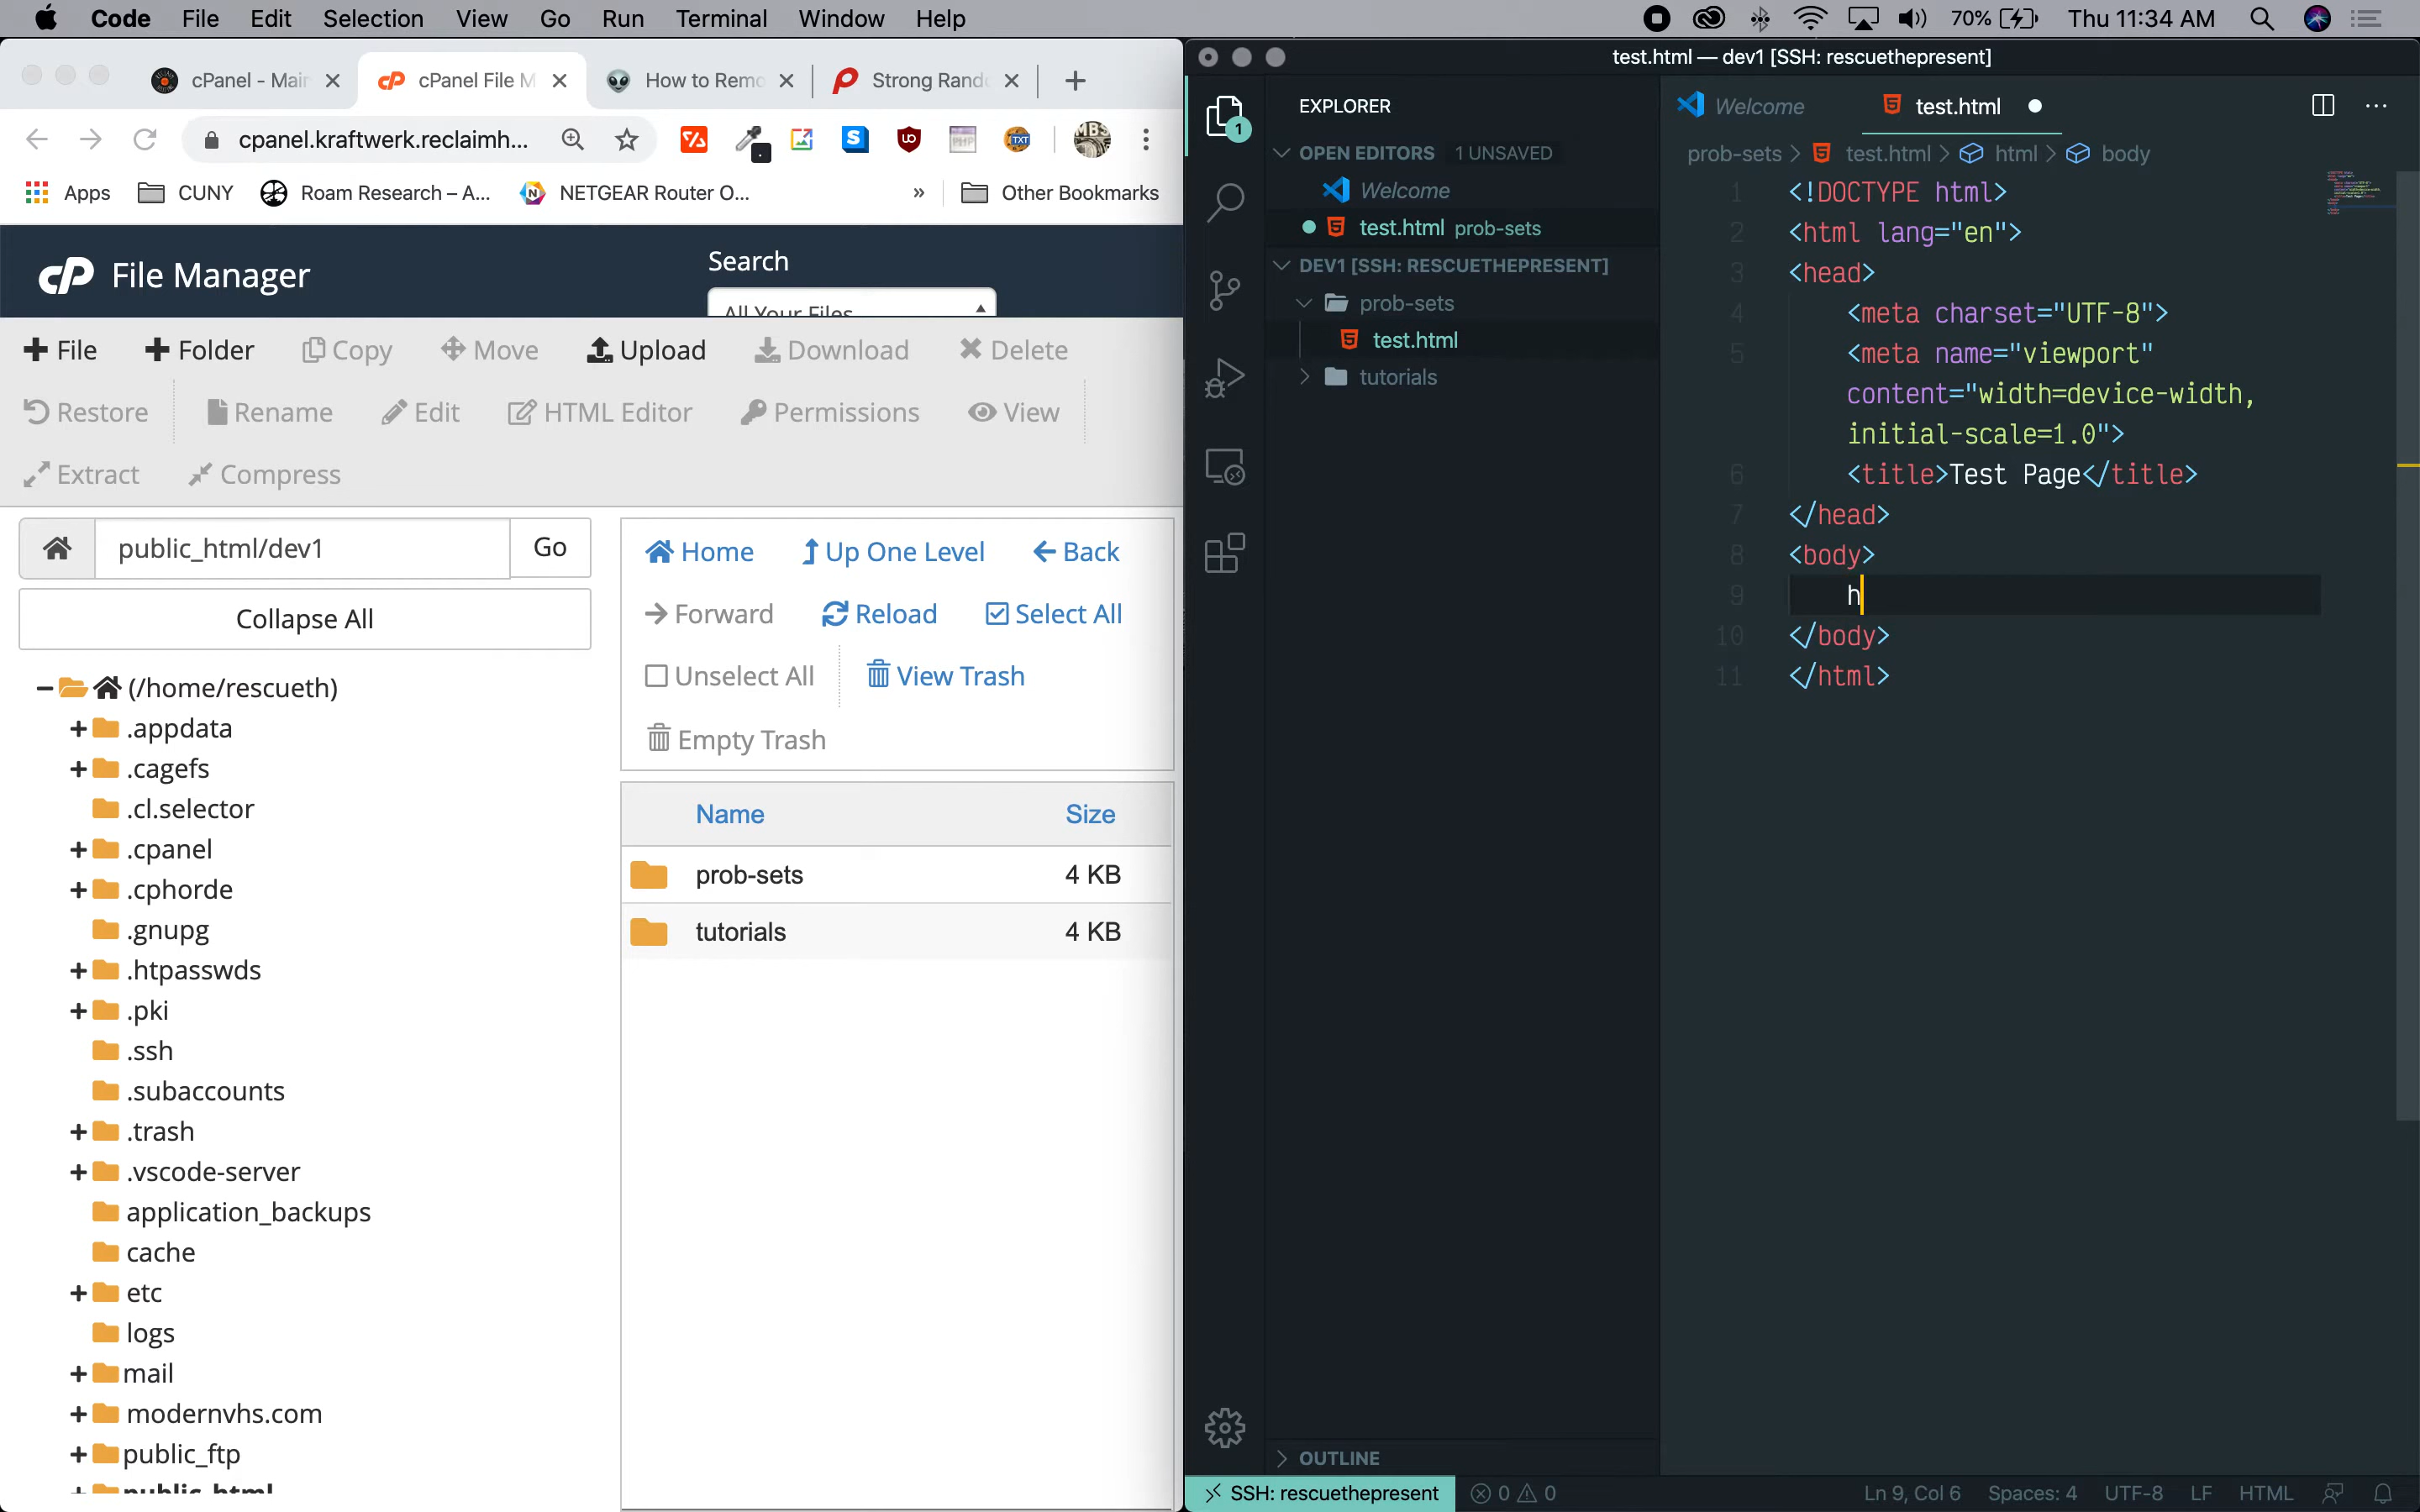 Code File Edit Selection View Go Run Terminal Window Help 70% Thu 11:34 AM
cPanel - Mair cPanel File M How to Remo Strong Rand
cpanel.kraftwerk.reclaimh...
Apps CUNY Roam Research – A... NETGEAR Router O... » Other Bookmarks
cP File Manager
Search
All Your Files
File Folder Copy Move Upload Download Delete
Restore Rename Edit HTML Editor Permissions View
Extract Compress
public_html/dev1 Go
Collapse All
(/home/rescueth)
.appdata
.cagefs
.cl.selector
.cpanel
.cphorde
.gnupg
.htpasswds
.pki
.ssh
.subaccounts
.trash
.vscode-server
application_backups
cache
etc
logs
mail
modernvhs.com
public_ftp
public_html
Home Up One Level Back
Forward Reload Select All
Unselect All View Trash
Empty Trash
Name Size
prob-sets 4 KB
tutorials 4 KB
test.html — dev1 [SSH: rescuethepresent]
1
EXPLORER
OPEN EDITORS 1 UNSAVED
Welcome
test.html prob-sets
DEV1 [SSH: RESCUETHEPRESENT]
prob-sets
test.html
tutorials
OUTLINE
Welcome test.html
prob-sets > test.html > html > body
1 <!DOCTYPE html>
2 <html lang="en">
3 <head>
4 <meta charset="UTF-8">
5 <meta name="viewport"
content="width=device-width,
initial-scale=1.0">
6 <title>Test Page</title>
7 </head>
8 <body>
9 h
10 </body>
11 </html>
SSH: rescuethepresent 0 0 Ln 9, Col 6 Spaces: 4 UTF-8 LF HTML